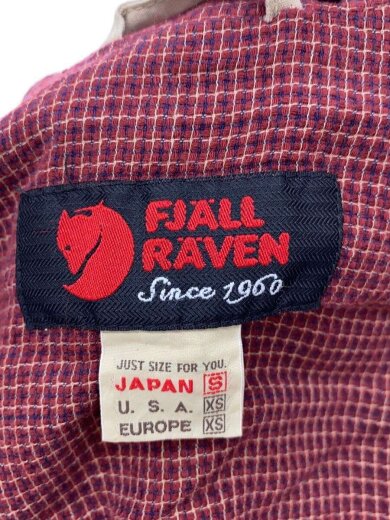 FJÄLL
RÄVEN
Since 1960
JUST SIZE FOR YOU.
JAPAN S
U. S. A. XS
EUROPE XS